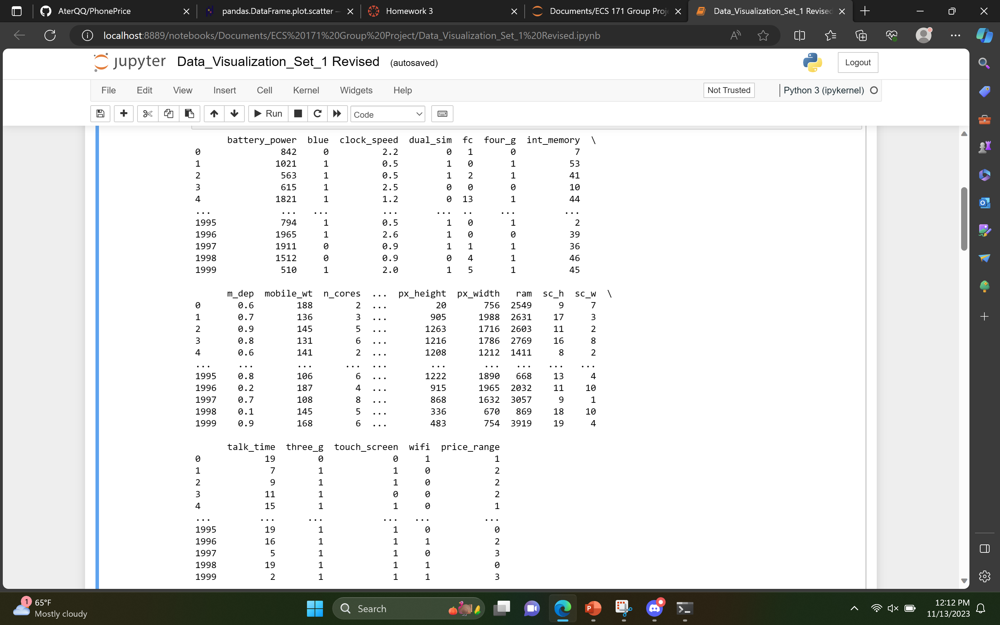 AterQQ/PhonePrice
pandas.DataFrame.plot.scatter —
Homework 3
Documents/ECS 171 Group Proj
Data_Visualization_Set_1 Revised
localhost:8889/notebooks/Documents/ECS%20171%20Group%20Project/Data_Visualization_Set_1%20Revised.ipynb
jupyter Data_Visualization_Set_1 Revised (autosaved)
Logout
File Edit View Insert Cell Kernel Widgets Help
Not Trusted
Python 3 (ipykernel)
Run
Code
battery_power blue clock_speed dual_sim fc four_g int_memory \
0 842 0 2.2 0 1 0 7
1 1021 1 0.5 1 0 1 53
2 563 1 0.5 1 2 1 41
3 615 1 2.5 0 0 0 10
4 1821 1 1.2 0 13 1 44
... ... ... ... ... .. ... ...
1995 794 1 0.5 1 0 1 2
1996 1965 1 2.6 1 0 0 39
1997 1911 0 0.9 1 1 1 36
1998 1512 0 0.9 0 4 1 46
1999 510 1 2.0 1 5 1 45
m_dep mobile_wt n_cores ... px_height px_width ram sc_h sc_w \
0 0.6 188 2 ... 20 756 2549 9 7
1 0.7 136 3 ... 905 1988 2631 17 3
2 0.9 145 5 ... 1263 1716 2603 11 2
3 0.8 131 6 ... 1216 1786 2769 16 8
4 0.6 141 2 ... 1208 1212 1411 8 2
... ... ... ... ... ... ... ... ... ...
1995 0.8 106 6 ... 1222 1890 668 13 4
1996 0.2 187 4 ... 915 1965 2032 11 10
1997 0.7 108 8 ... 868 1632 3057 9 1
1998 0.1 145 5 ... 336 670 869 18 10
1999 0.9 168 6 ... 483 754 3919 19 4
talk_time three_g touch_screen wifi price_range
0 19 0 0 1 1
1 7 1 1 0 2
2 9 1 1 0 2
3 11 1 0 0 2
4 15 1 1 0 1
... ... ... ... ... ...
1995 19 1 1 0 0
1996 16 1 1 1 2
1997 5 1 1 0 3
1998 19 1 1 1 0
1999 2 1 1 1 3
1
65°F
Mostly cloudy
Search
12:12 PM
11/13/2023